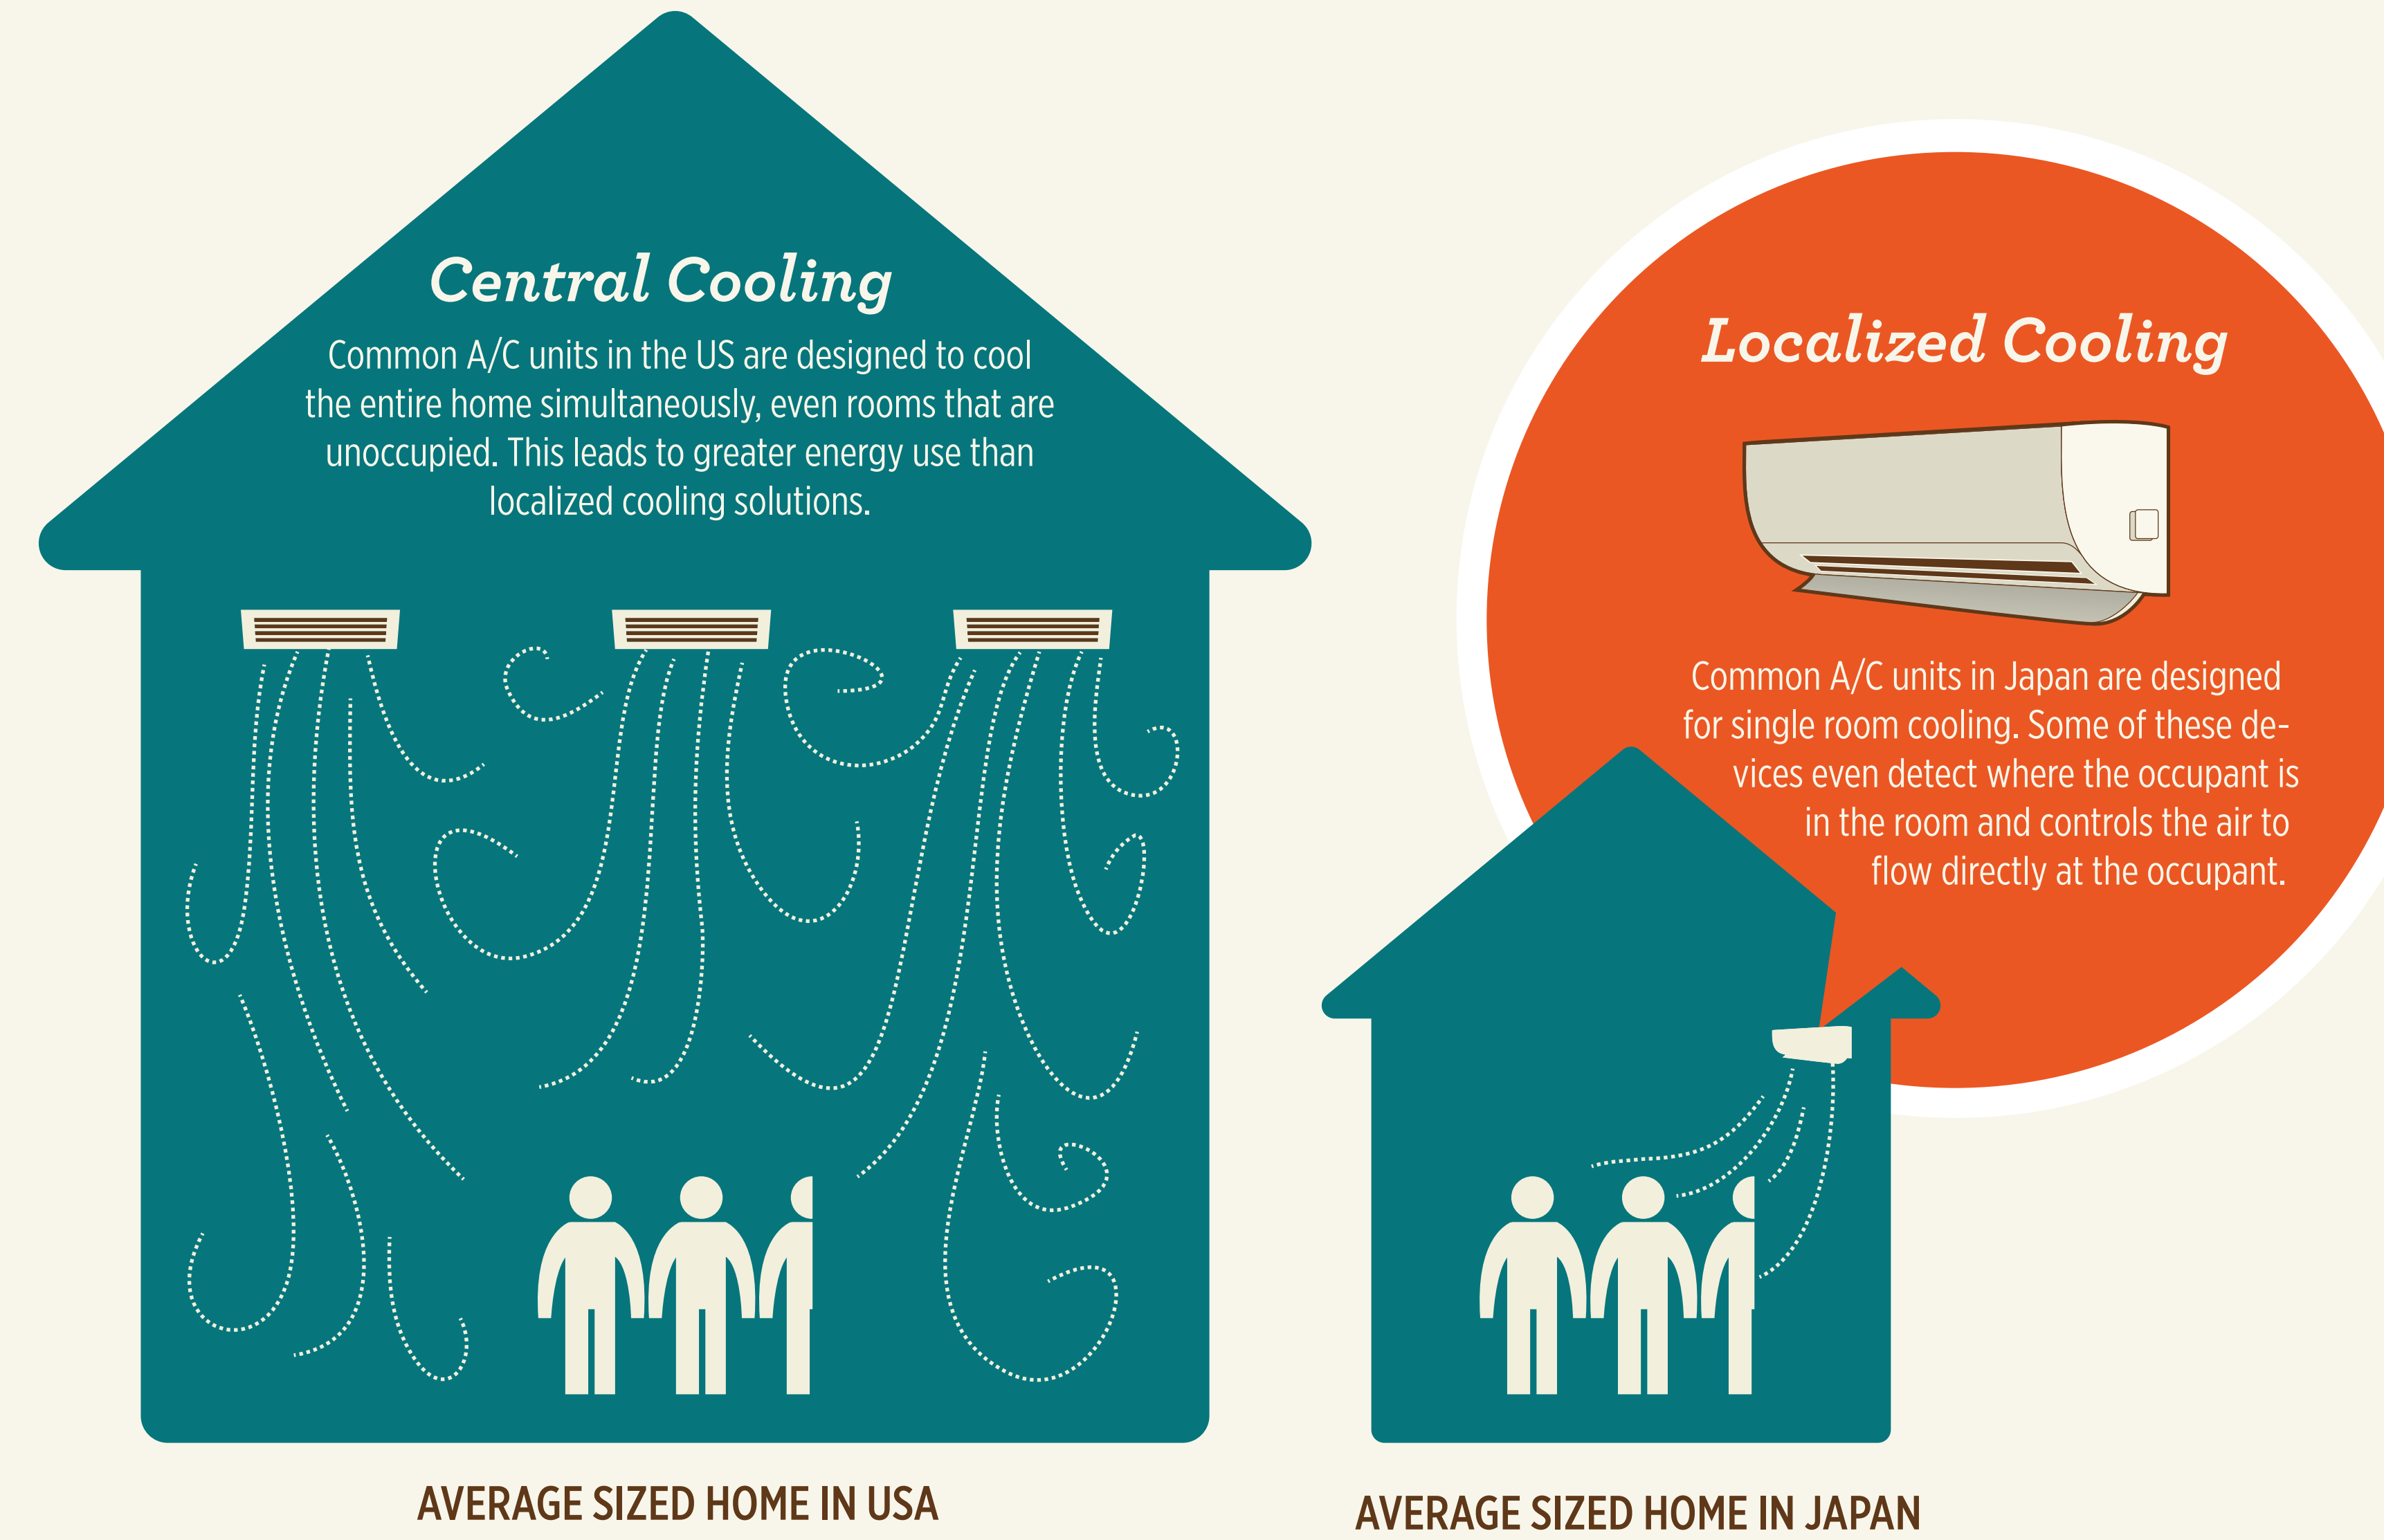 Central Cooling
Common A/C units in the US are designed to cool
the entire home simultaneously, even rooms that are
unoccupied. This leads to greater energy use than
localized cooling solutions.
Localized Cooling
Common A/C units in Japan are designed
for single room cooling. Some of these de-
vices even detect where the occupant is
in the room and controls the air to
flow directly at the occupant.
AVERAGE SIZED HOME IN USA
AVERAGE SIZED HOME IN JAPAN